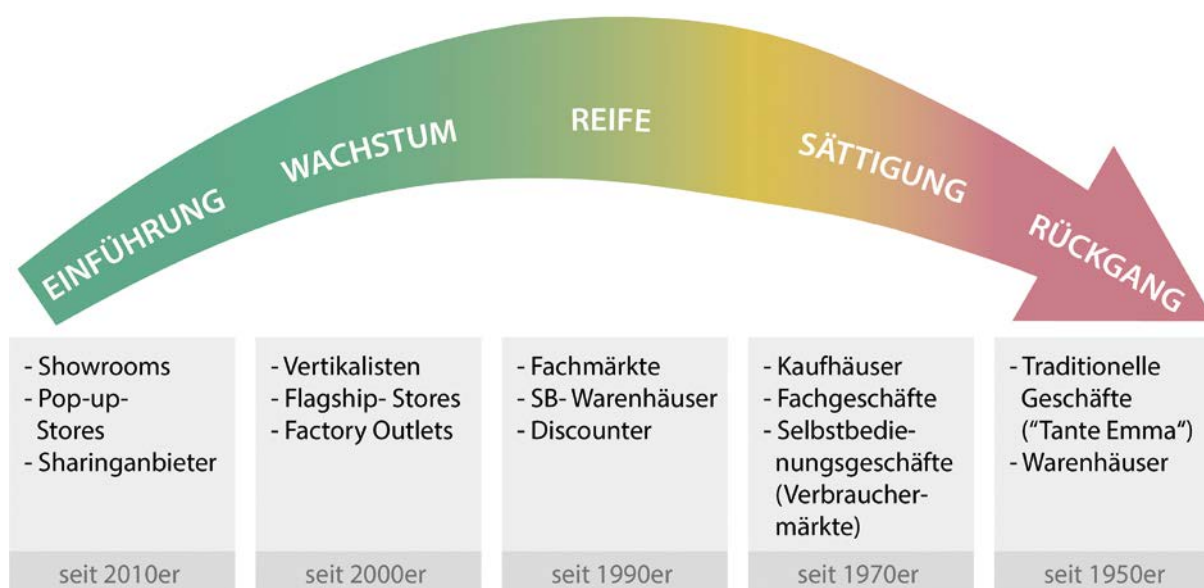 EINFÜHRUNG
WACHSTUM
REIFE
SÄTTIGUNG
RÜCKGANG
- Showrooms
- Pop-up-
Stores
- Sharinganbieter
seit 2010er
- Vertikalisten
- Flagship- Stores
- Factory Outlets
seit 2000er
- Fachmärkte
- SB- Warenhäuser
- Discounter
seit 1990er
- Kaufhäuser
- Fachgeschäfte
- Selbstbedie-
nungsgeschäfte
(Verbraucher-
märkte)
seit 1970er
- Traditionelle
Geschäfte
("Tante Emma“)
- Warenhäuser
seit 1950er